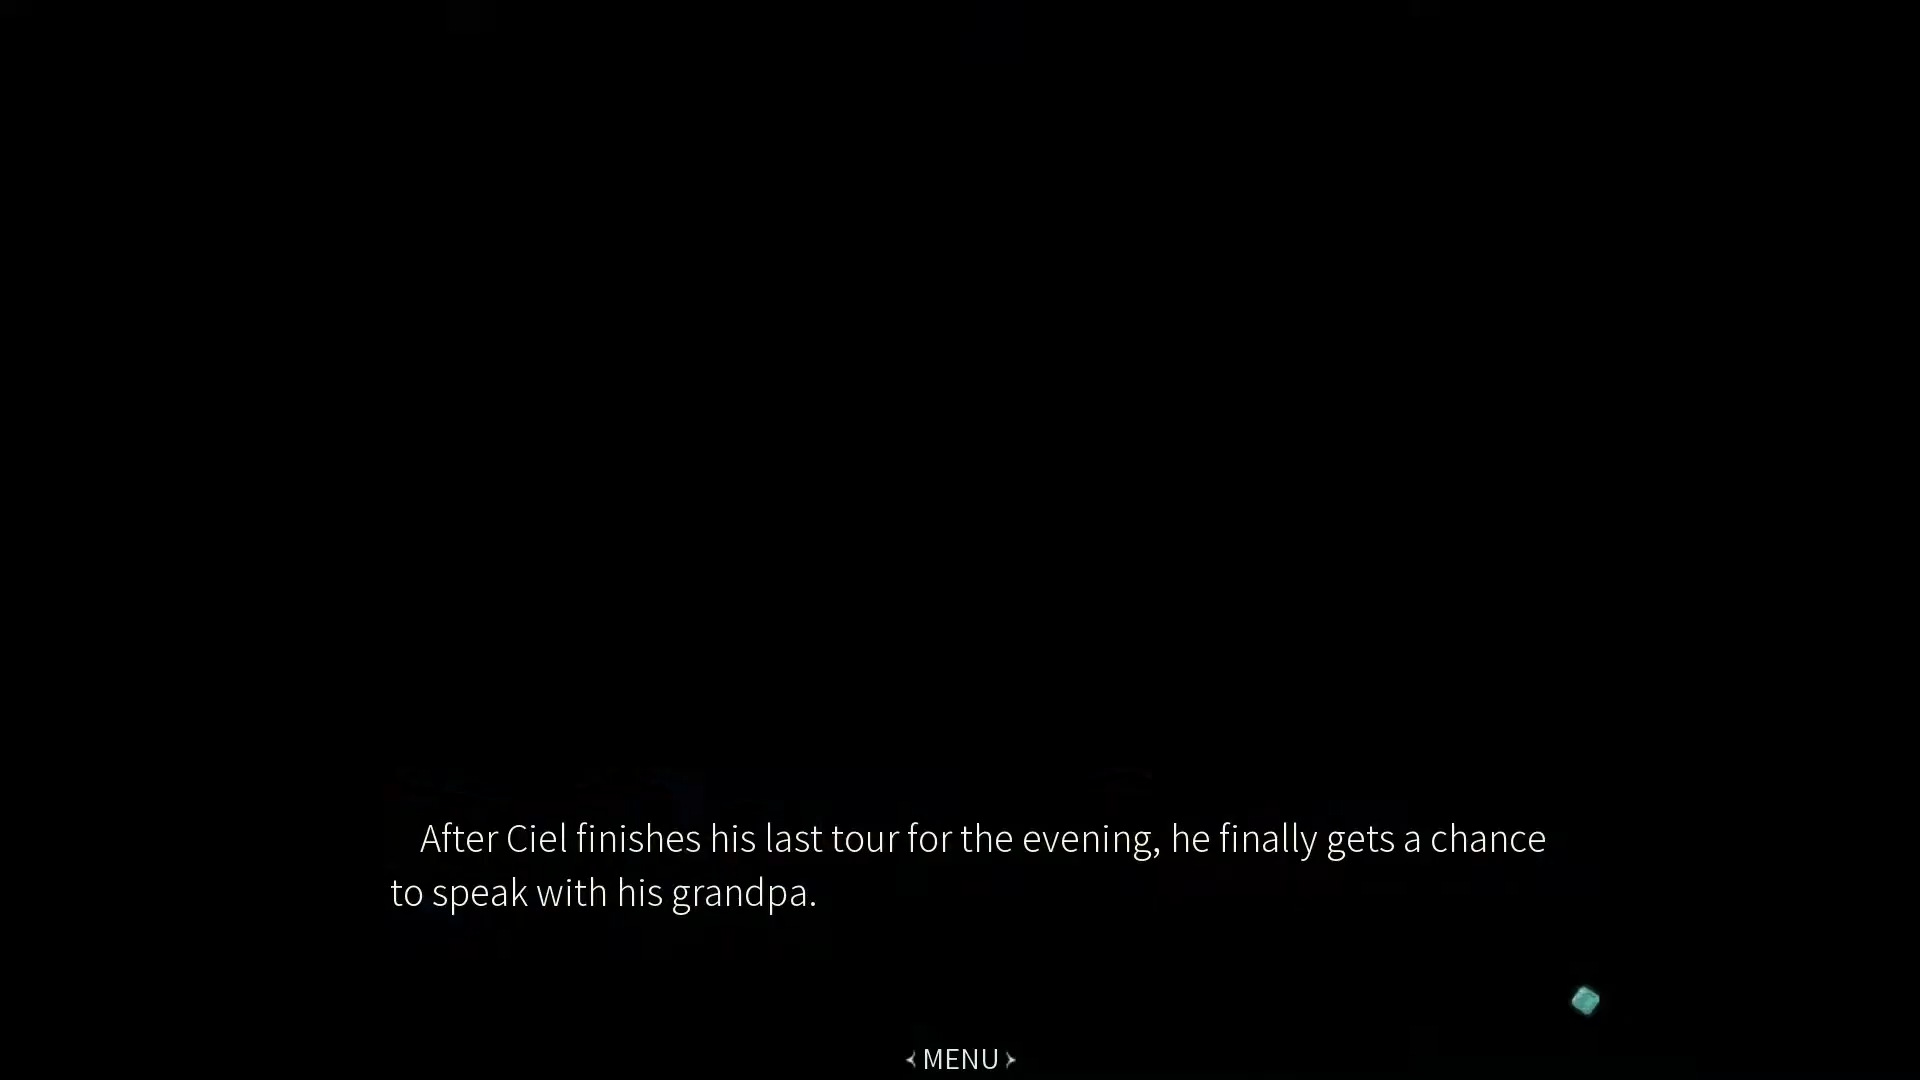 After Ciel finishes his last tour for the evening, he finally gets a chance
to speak with his grandpa.
MENU